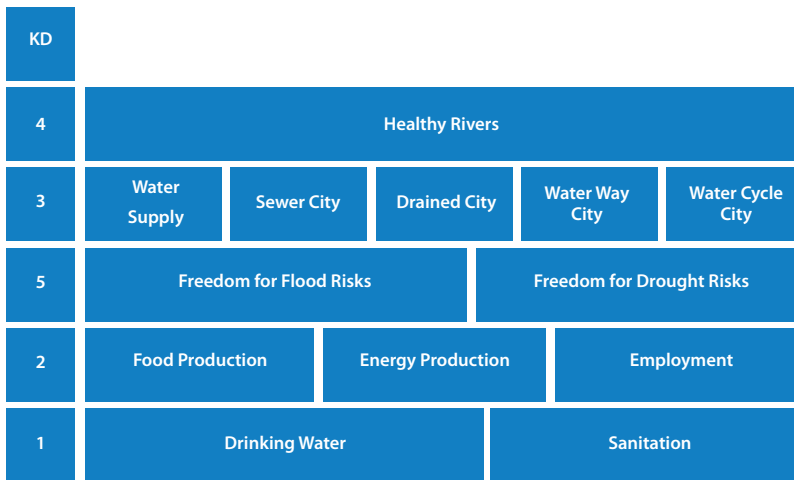 KD
4
Healthy Rivers
3
Water
Supply
Sewer City
Drained City
Water Way
City
Water Cycle
City
5
Freedom for Flood Risks
Freedom for Drought Risks
2
Food Production
Energy Production
Employment
1
Drinking Water
Sanitation